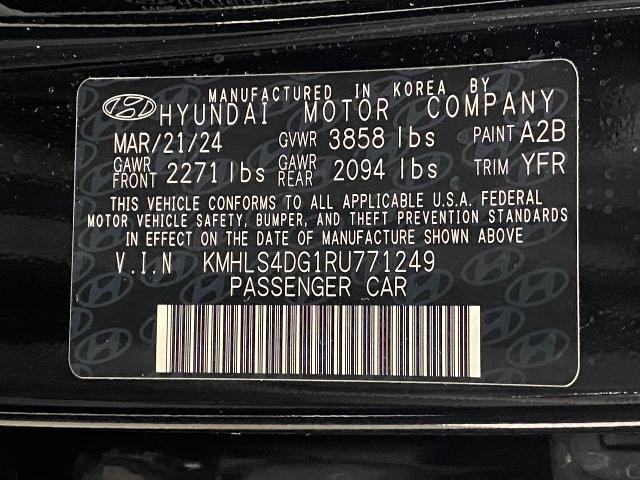 MANUFACTURED IN KOREA BY
HYUNDAI MOTOR COMPANY
MAR/21/24 GVWR 3858 lbs PAINT A2B
GAWR FRONT 2271 lbs GAWR REAR 2094 lbs TRIM YFR
THIS VEHICLE CONFORMS TO ALL APPLICABLE U.S.A. FEDERAL
MOTOR VEHICLE SAFETY, BUMPER, AND THEFT PREVENTION STANDARDS
IN EFFECT ON THE DATE OF MANUFACTURE SHOWN ABOVE
V.I.N KMHLS4DG1RU771249
PASSENGER CAR